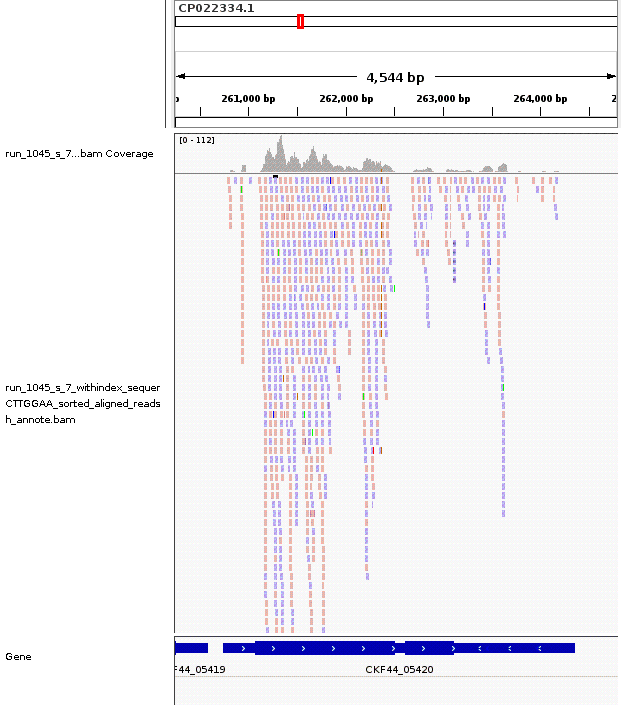 CP022334.1
4,544 bp
261,000 bp 262,000 bp 263,000 bp 264,000 bp 2
[0 - 112]
run_1045_s_7...bam Coverage
run_1045_s_7_withindex_sequer
CTTGGAA_sorted_aligned_reads
h_annote.bam
Gene
F44_05419 CKF44_05420